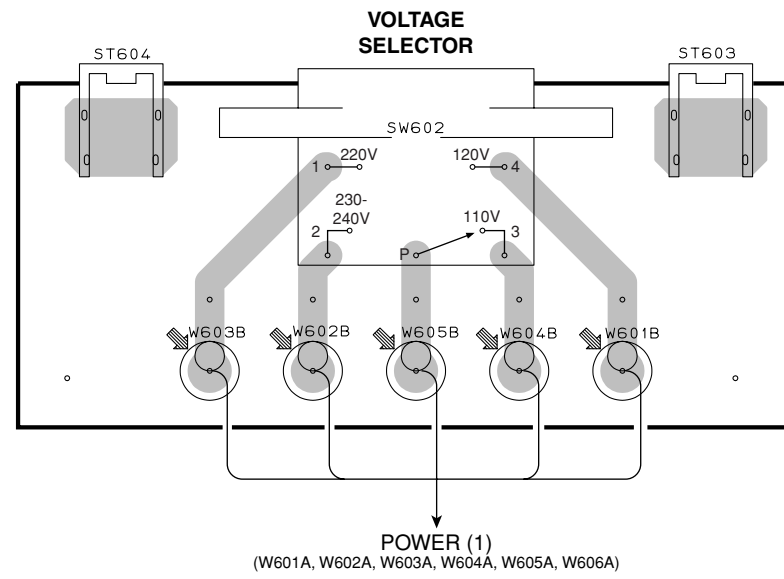 VOLTAGE
SELECTOR
ST604
ST603
SW602
1
220V
120V
4
230-
240V
110V
2
P
3
W603B
W602B
W605B
W604B
W601B
POWER (1)
(W601A, W602A, W603A, W604A, W605A, W606A)